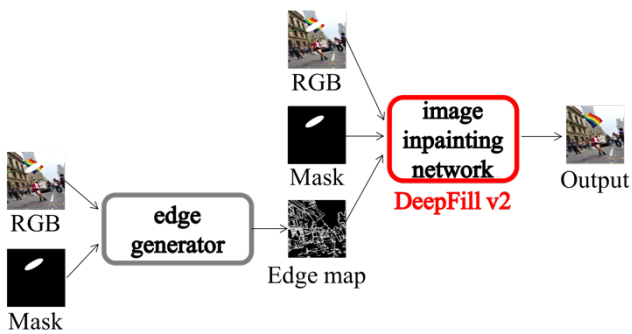 RGB
Mask
edge
generator
RGB
Mask
Edge map
image
inpainting
network
DeepFill v2
Output